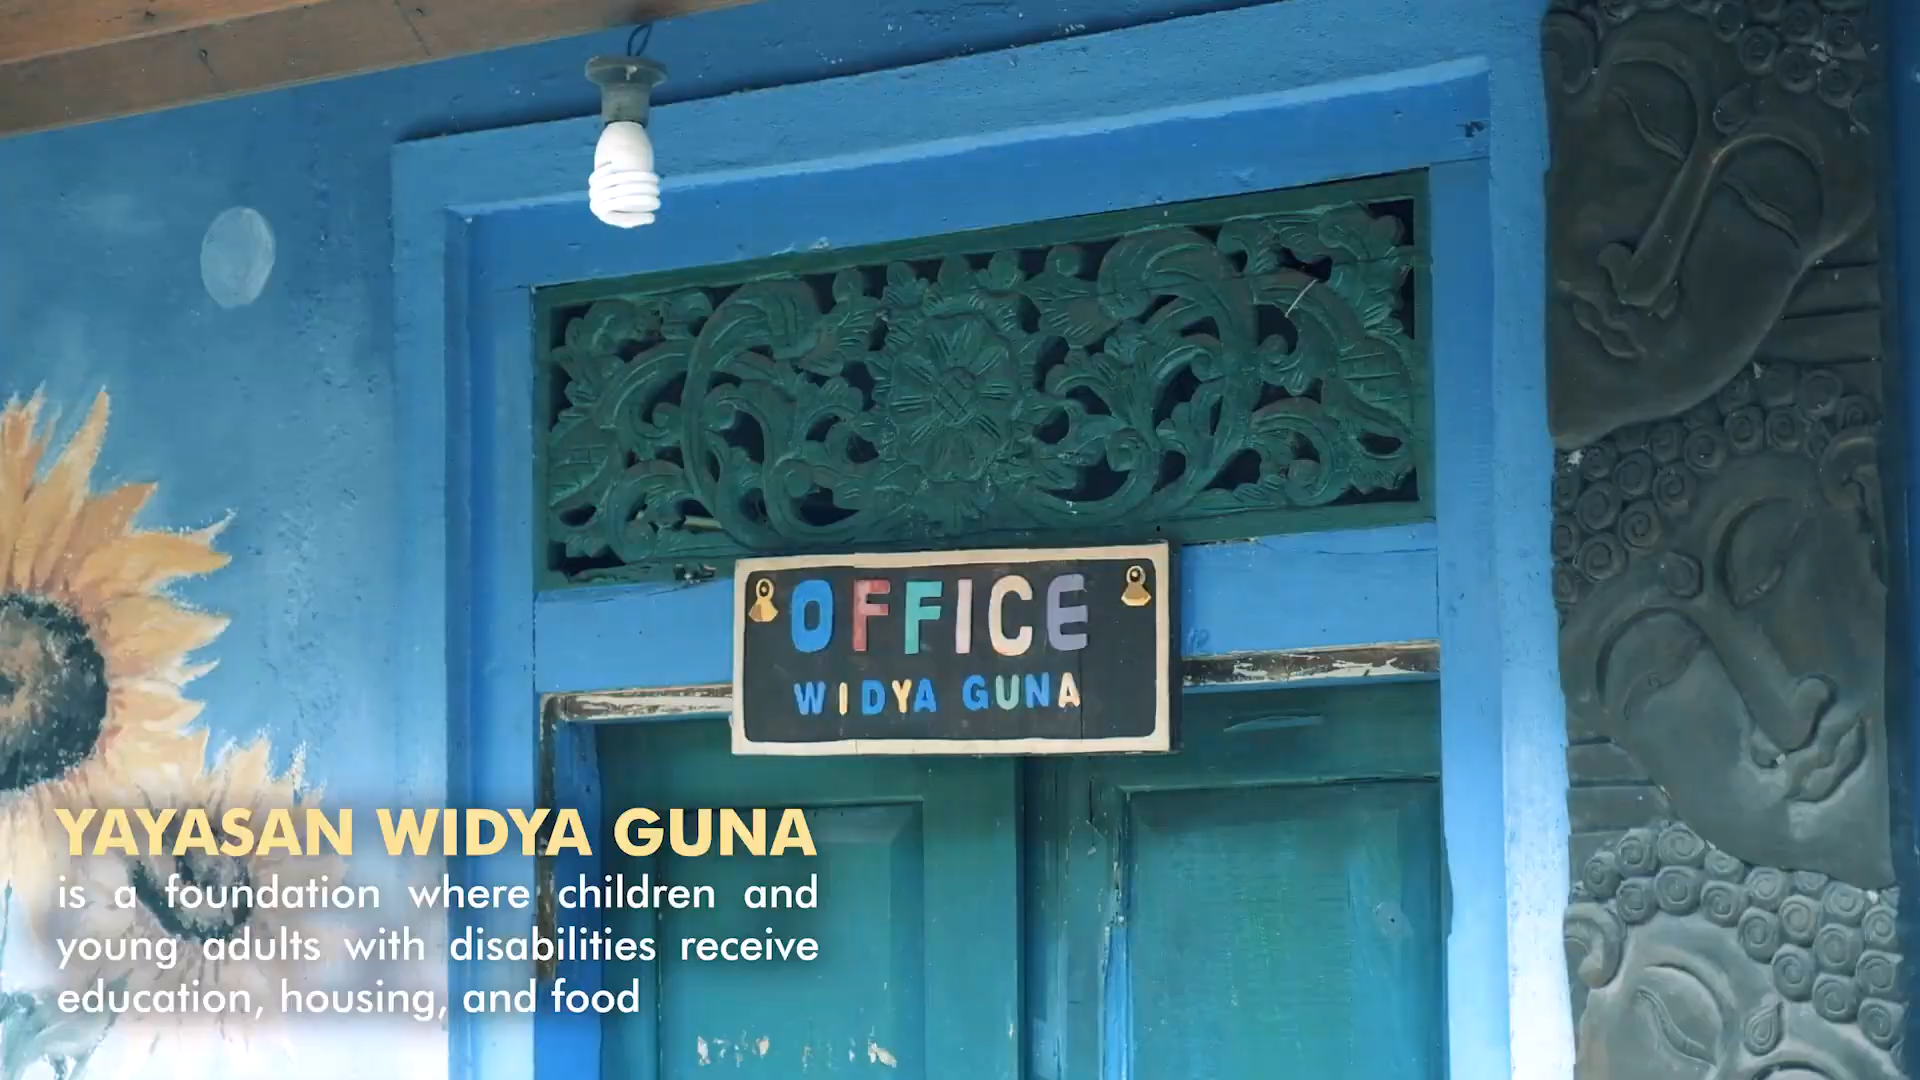 OFFICE
WIDYA GUNA
YAYASAN WIDYA GUNA
is a foundation where children and
young adults with disabilities receive
education, housing, and food